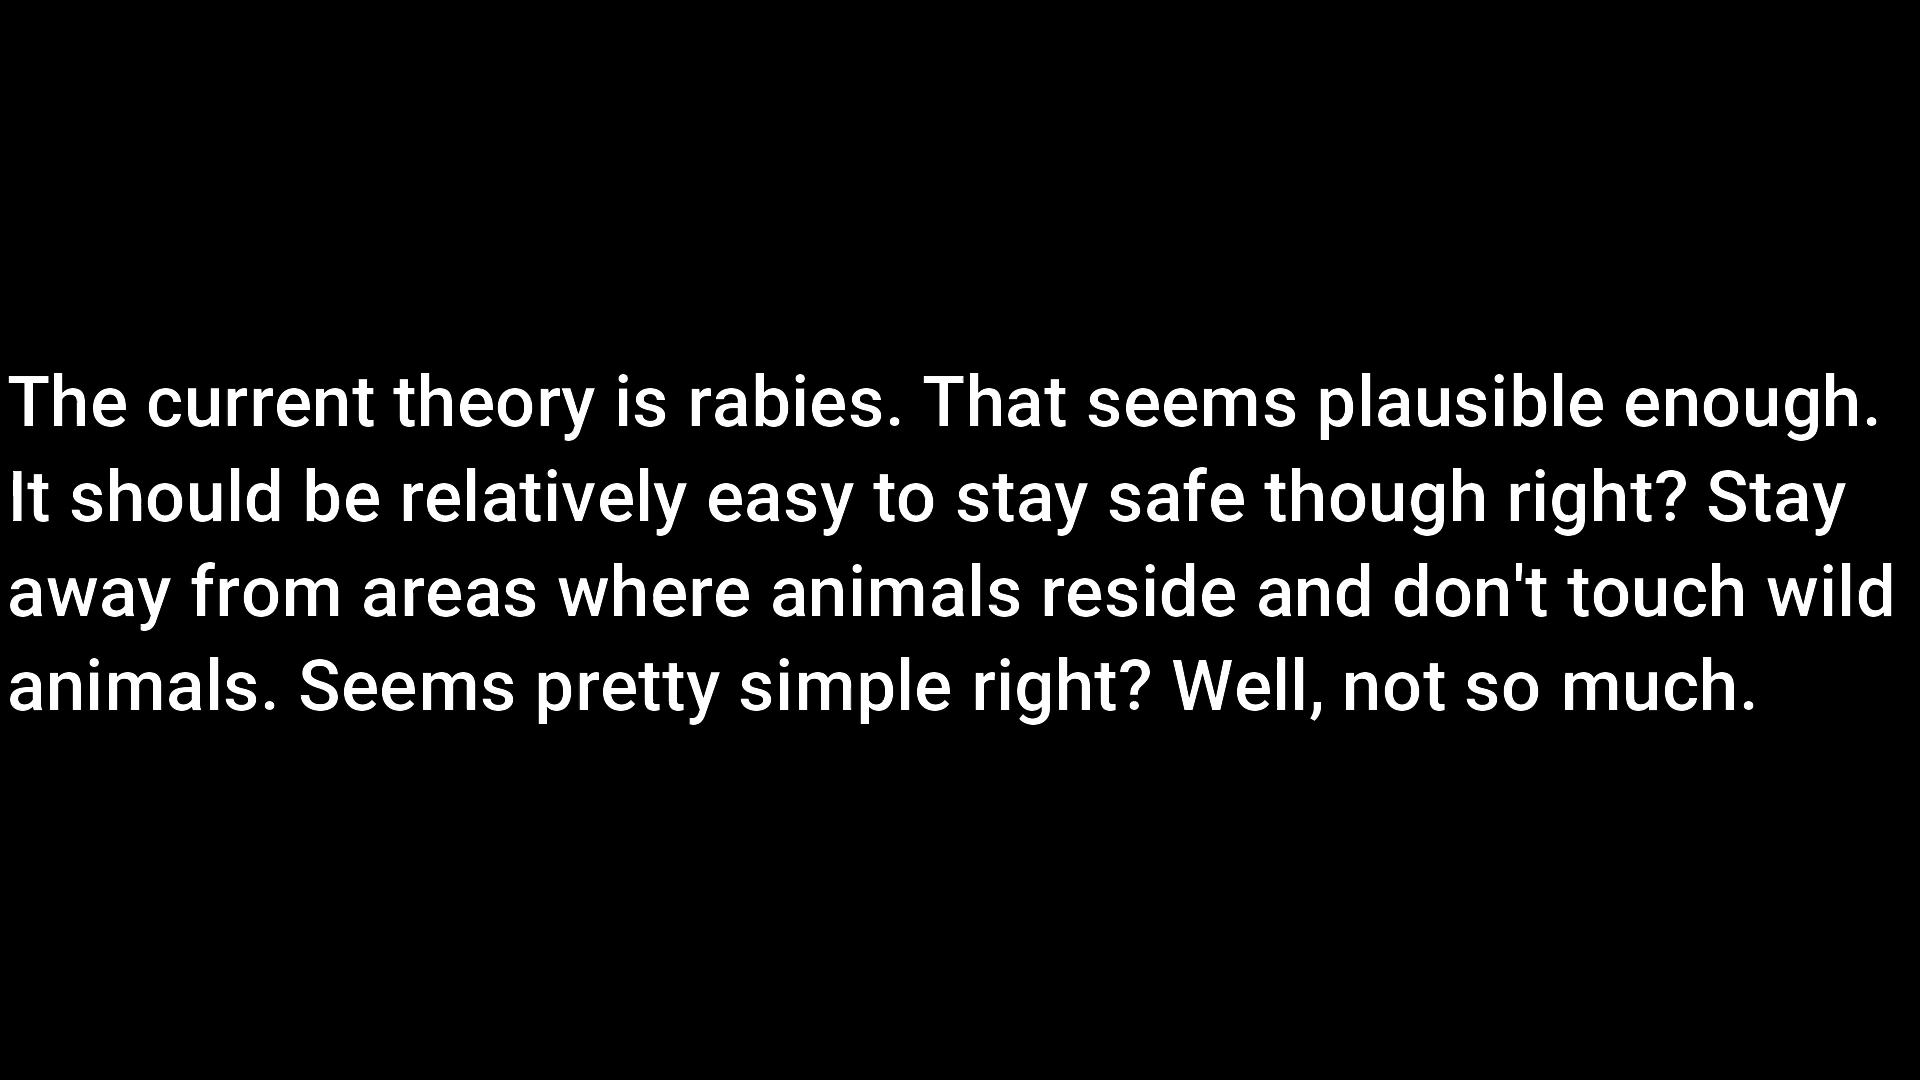 The current theory is rabies. That seems plausible enough.
It should be relatively easy to stay safe though right? Stay
away from areas where animals reside and don't touch wild
animals. Seems pretty simple right? Well, not so much.